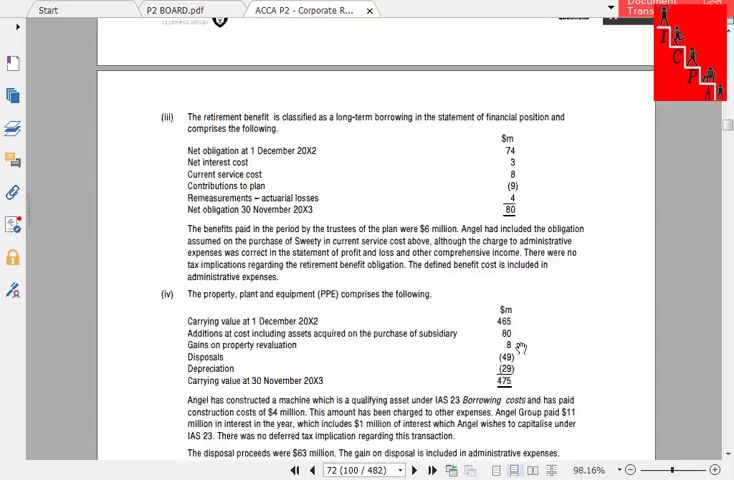 Start
P2 BOARD.pdf
ACCA P2 - Corporate R...
×
Document
Trans
I
C
P
A
(iii) The retirement benefit is classified as a long-term borrowing in the statement of financial position and
comprises the following.
$m
Net obligation at 1 December 20X2 74
Net interest cost 3
Current service cost 8
Contributions to plan (9)
Remeasurements – actuarial losses 4
Net obligation 30 November 20X3 80
The benefits paid in the period by the trustees of the plan were $6 million. Angel had included the obligation
assumed on the purchase of Sweety in current service cost above, although the charge to administrative
expenses was correct in the statement of profit and loss and other comprehensive income. There were no
tax implications regarding the retirement benefit obligation. The defined benefit cost is included in
administrative expenses.
(iv) The property, plant and equipment (PPE) comprises the following.
$m
Carrying value at 1 December 20X2 465
Additions at cost including assets acquired on the purchase of subsidiary 80
Gains on property revaluation 8
Disposals (49)
Depreciation (29)
Carrying value at 30 November 20X3 475
Angel has constructed a machine which is a qualifying asset under IAS 23 Borrowing costs and has paid
construction costs of $4 million. This amount has been charged to other expenses. Angel Group paid $11
million in interest in the year, which includes $1 million of interest which Angel wishes to capitalise under
IAS 23. There was no deferred tax implication regarding this transaction.
The disposal proceeds were $63 million. The gain on disposal is included in administrative expenses.
72 (100 / 482)
98.16%